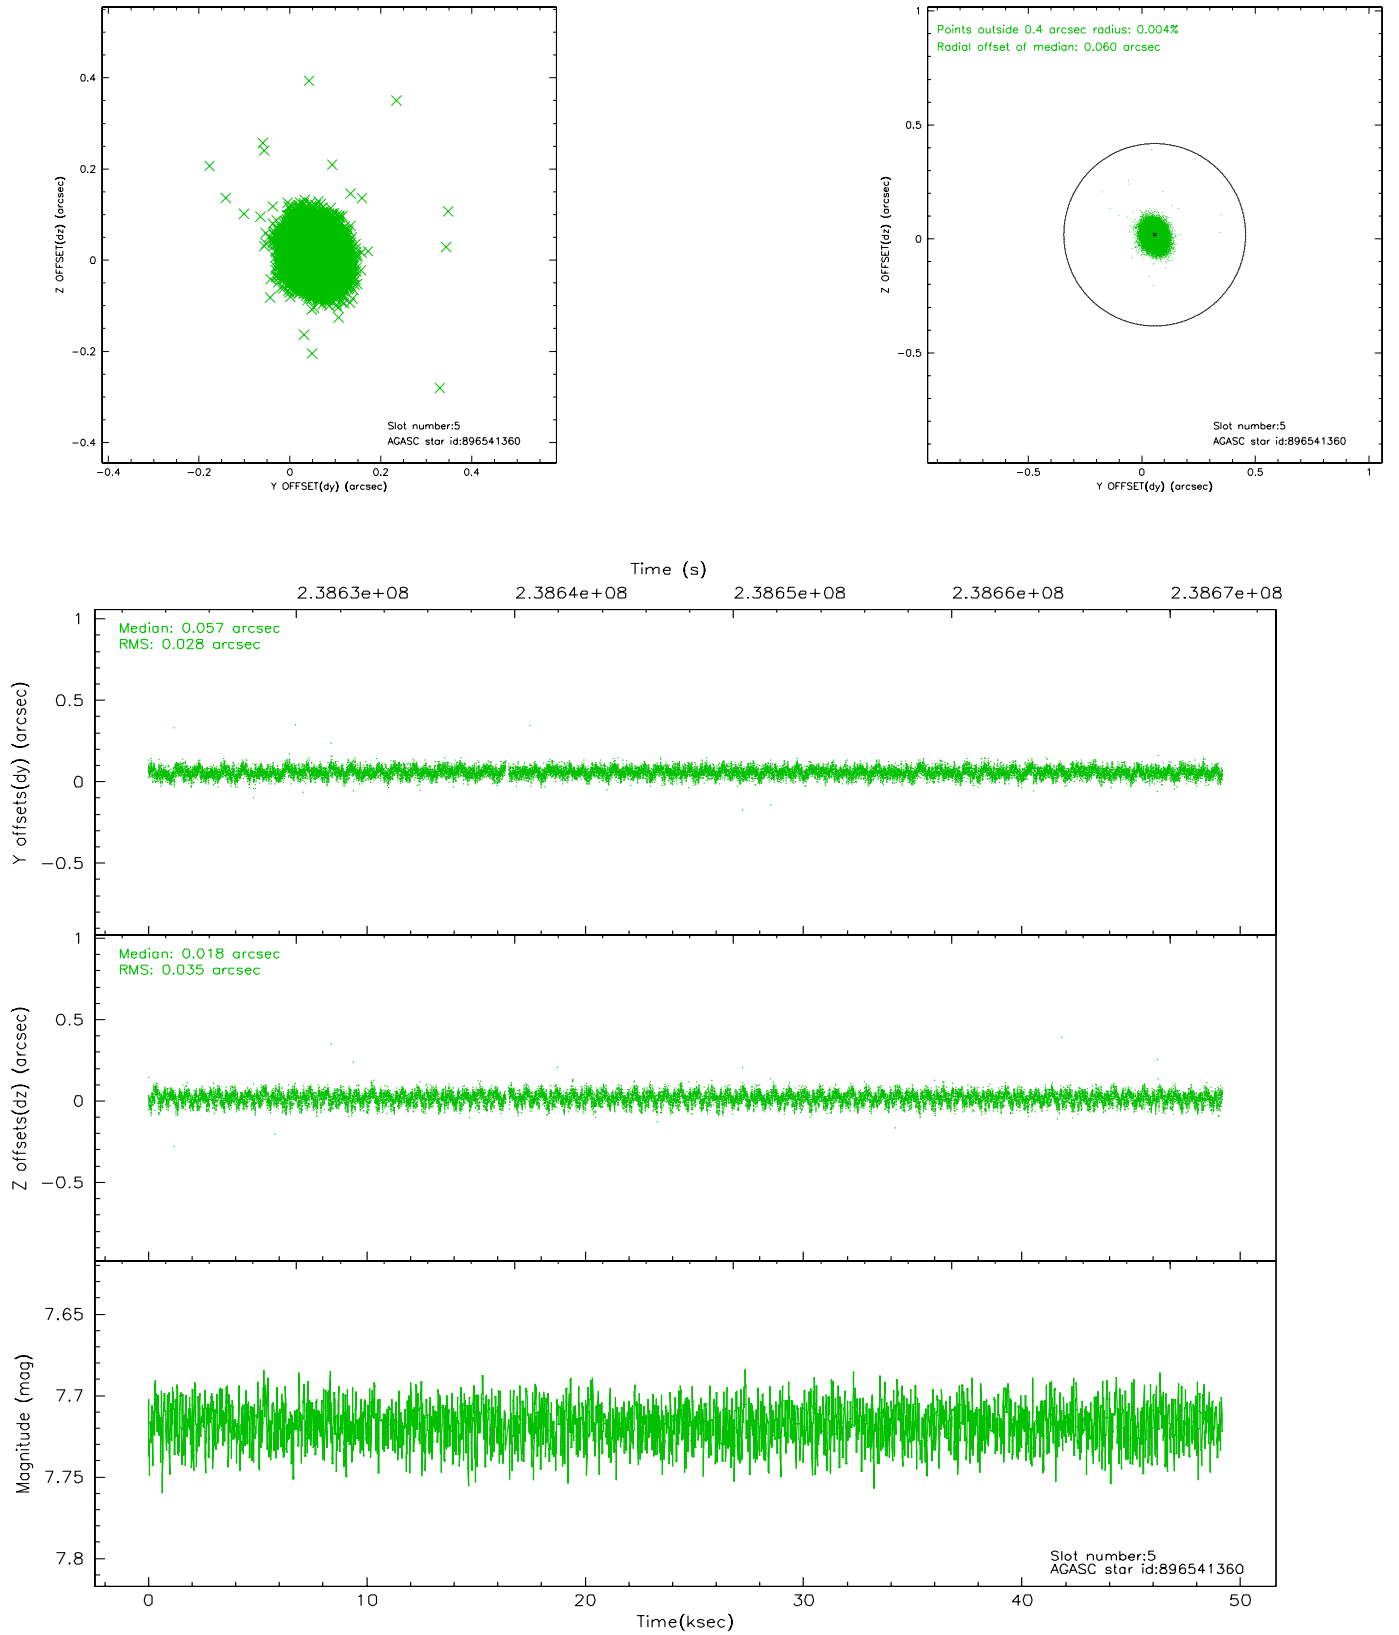 0.4
0.2
0
−0.2
−0.4
Z OFFSET(dz) (arcsec)
Slot number:5
AGASC star id:896541360
−0.4 −0.2 0 0.2 0.4
Y OFFSET(dy) (arcsec)
Points outside 0.4 arcsec radius: 0.004%
Radial offset of median: 0.060 arcsec
1
0.5
0
−0.5
Z OFFSET(dz) (arcsec)
Slot number:5
AGASC star id:896541360
−0.5 0 0.5 1
Y OFFSET(dy) (arcsec)
Time (s)
2.3863e+08 2.3864e+08 2.3865e+08 2.3866e+08 2.3867e+08
Median: 0.057 arcsec
RMS: 0.028 arcsec
1
0.5
0
−0.5
Y offsets(dy) (arcsec)
Median: 0.018 arcsec
RMS: 0.035 arcsec
1
0.5
0
−0.5
Z offsets(dz) (arcsec)
7.65
7.7
7.75
7.8
Magnitude (mag)
Slot number:5
AGASC star id:896541360
0 10 20 30 40 50
Time(ksec)